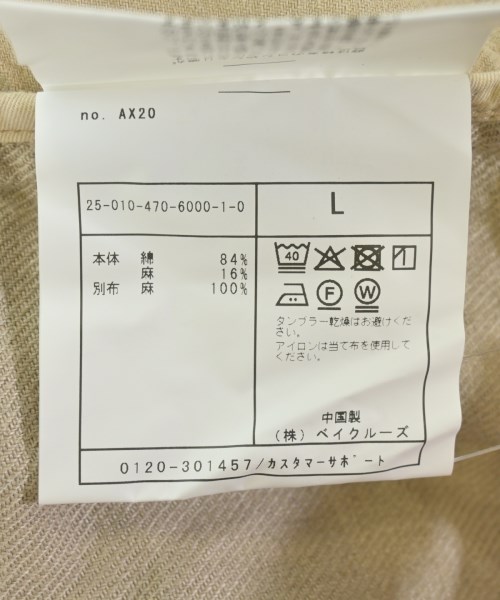 no. AX20
25-010-470-6000-1-0
L
本体 綿 84%
麻 16%
別布 麻 100%
40
F
W
タンブラー乾燥はお避けくだ
さい。
アイロンは当て布を使用して
ください。
中国製
(株) ベイクルーズ
0120-301457/カスタマーサポート